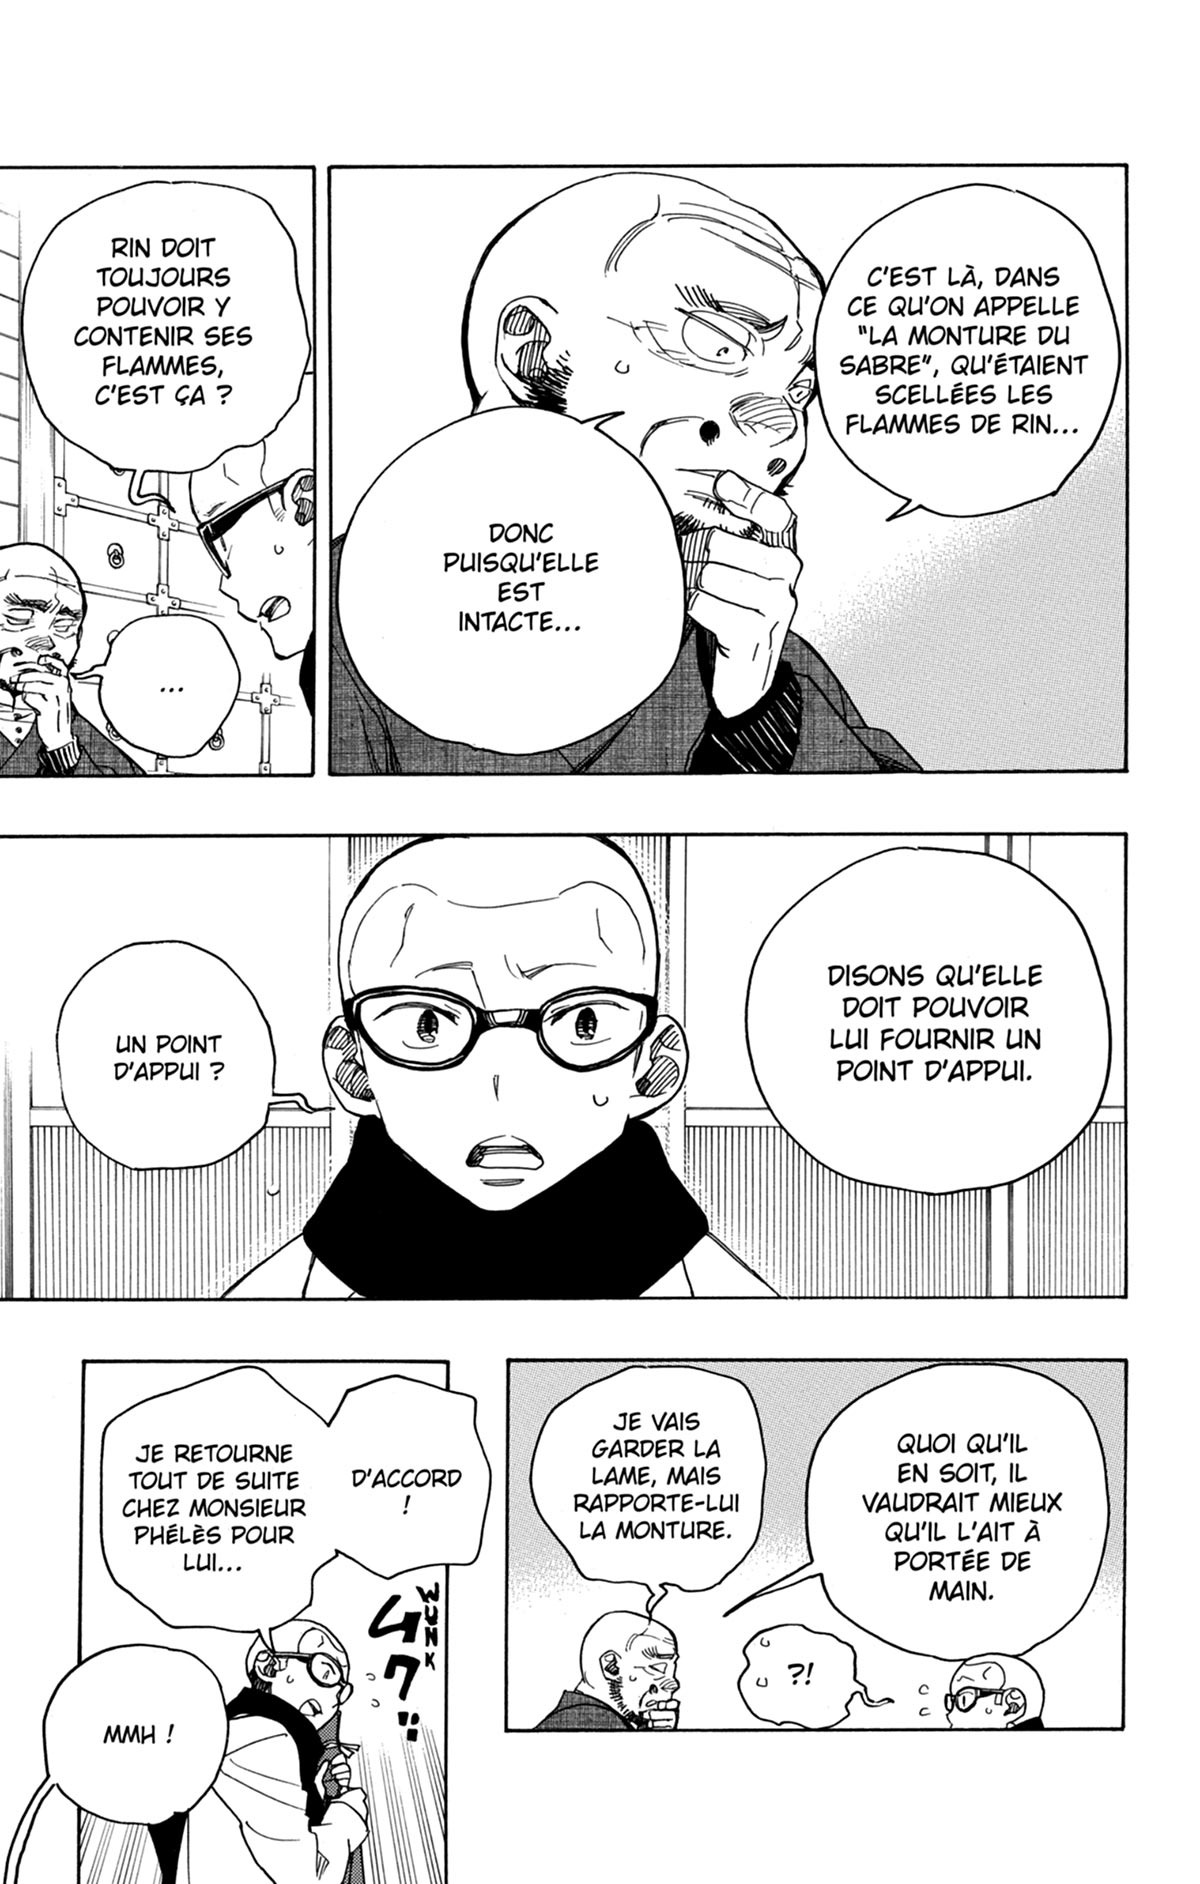 C'EST LÀ, DANS
CE QU'ON APPELLE
"LA MONTURE DU
SABRE", QU'ÉTAIENT
SCELLÉES LES
FLAMMES DE RIN...
DONC
PUISQU'ELLE
EST
INTACTE...
RIN DOIT
TOUJOURS
POUVOIR Y
CONTENIR SES
FLAMMES,
C'EST ÇA ?
...
DISONS QU'ELLE
DOIT POUVOIR
LUI FOURNIR UN
POINT D'APPUI.
UN POINT
D'APPUI ?
QUOI QU'IL
EN SOIT, IL
VAUDRAIT MIEUX
QU'IL L'AIT À
PORTÉE DE
MAIN.
JE VAIS
GARDER LA
LAME, MAIS
RAPPORTE-LUI
LA MONTURE.
?!
D'ACCORD
!
JE RETOURNE
TOUT DE SUITE
CHEZ MONSIEUR
PHÉLÈS POUR
LUI...
WUNK
ムク‥
MMH !